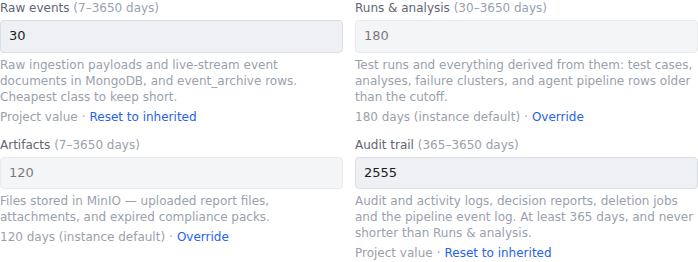 Raw events (7–3650 days)
30
Raw ingestion payloads and live-stream event
documents in MongoDB, and event_archive rows.
Cheapest class to keep short.
Project value · Reset to inherited
Runs & analysis (30–3650 days)
180
Test runs and everything derived from them: test cases,
analyses, failure clusters, and agent pipeline rows older
than the cutoff.
180 days (instance default) · Override
Artifacts (7–3650 days)
120
Files stored in MinIO — uploaded report files,
attachments, and expired compliance packs.
120 days (instance default) · Override
Audit trail (365–3650 days)
2555
Audit and activity logs, decision reports, deletion jobs
and the pipeline event log. At least 365 days, and never
shorter than Runs & analysis.
Project value · Reset to inherited